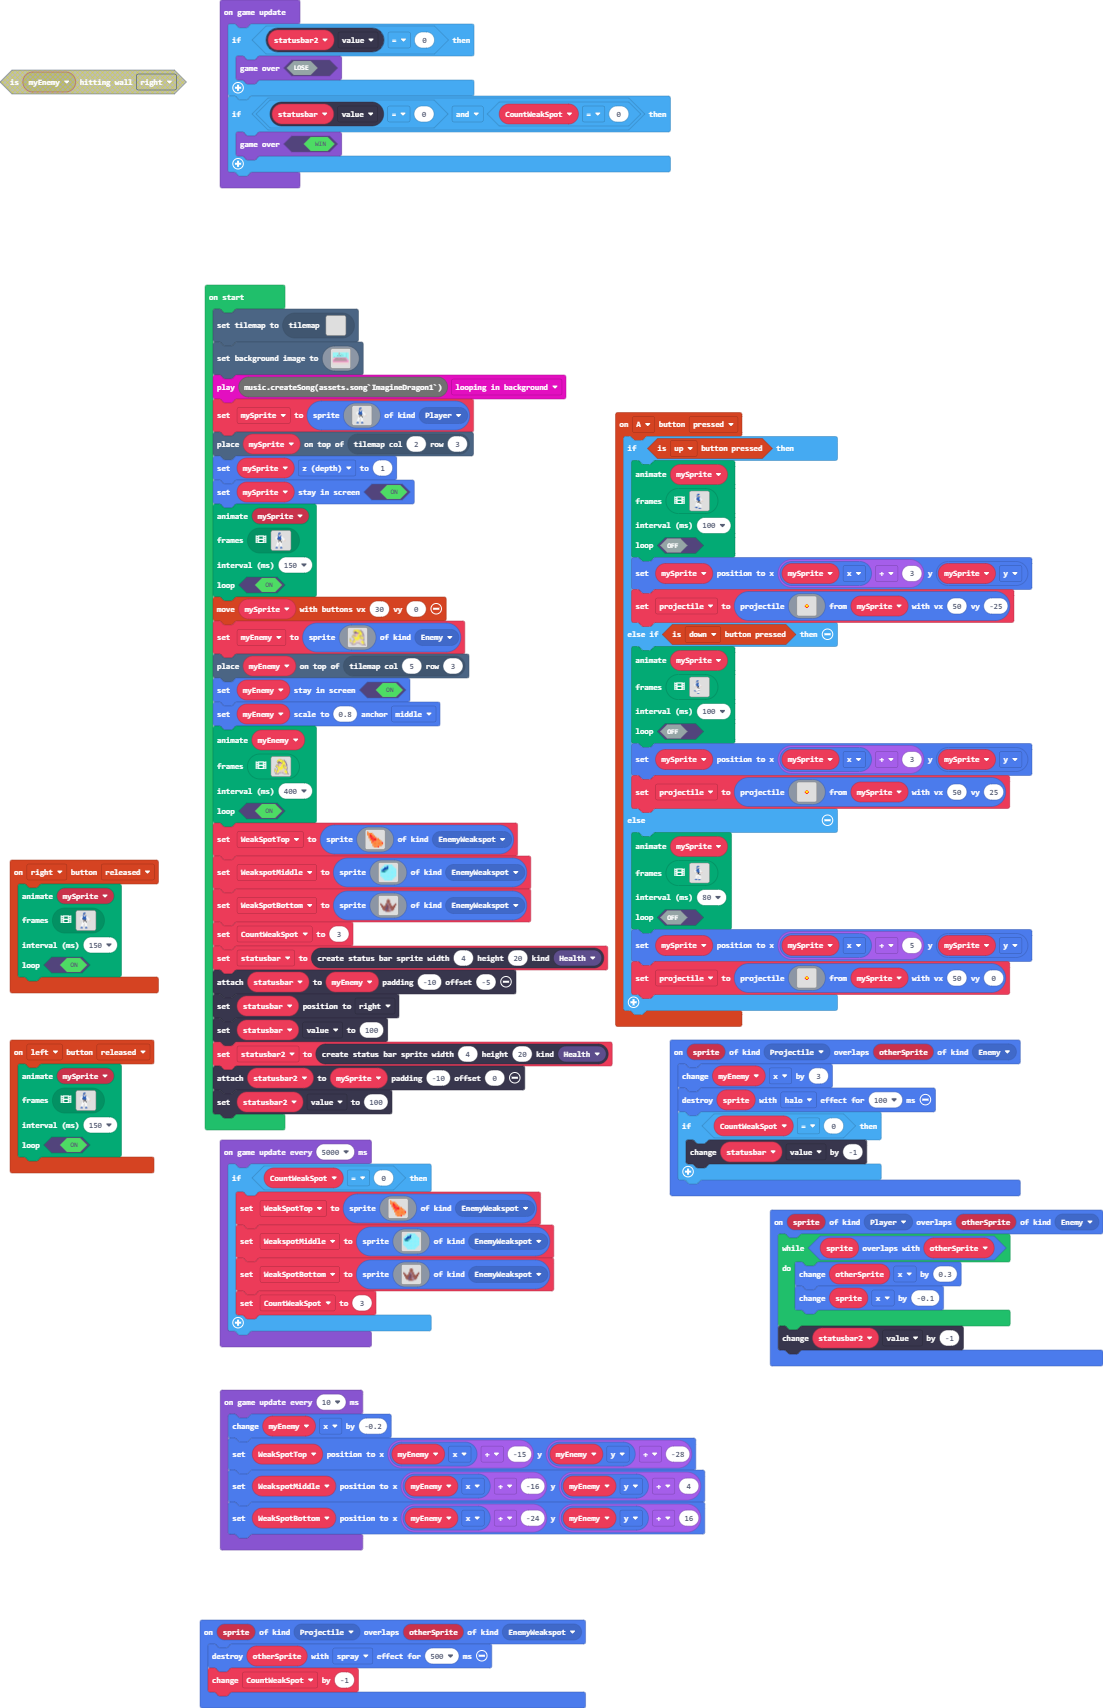 on game update
if statusbar2 value = 0 then
game over LOSE
if statusbar value = 0 and CountWeakSpot = 0 then
game over WIN
is myEnemy hitting wall right
on start
set tilemap to tilemap
set background image to
play music.createSong(assets.song`ImagineDragon1`) looping in background
set mySprite to sprite of kind Player
place mySprite on top of tilemap col 2 row 3
set mySprite z (depth) to 1
set mySprite stay in screen ON
animate mySprite
frames
interval (ms) 150
loop ON
move mySprite with buttons vx 30 vy 0
set myEnemy to sprite of kind Enemy
place myEnemy on top of tilemap col 5 row 3
set myEnemy stay in screen ON
set myEnemy scale to 0.8 anchor middle
animate myEnemy
frames
interval (ms) 400
loop ON
set WeakSpotTop to sprite of kind EnemyWeakspot
set WeakspotMiddle to sprite of kind EnemyWeakspot
set WeakSpotBottom to sprite of kind EnemyWeakspot
set CountWeakSpot to 3
set statusbar to create status bar sprite width 4 height 20 kind Health
attach statusbar to myEnemy padding -10 offset -5
set statusbar position to right
set statusbar value to 100
set statusbar2 to create status bar sprite width 4 height 20 kind Health
attach statusbar2 to mySprite padding -10 offset 0
set statusbar2 value to 100
on A button pressed
if is up button pressed then
animate mySprite
frames
interval (ms) 100
loop OFF
set mySprite position to x mySprite x + 3 y mySprite y
set projectile to projectile from mySprite with vx 50 vy -25
else if is down button pressed then
animate mySprite
frames
interval (ms) 100
loop OFF
set mySprite position to x mySprite x + 3 y mySprite y
set projectile to projectile from mySprite with vx 50 vy 25
else
animate mySprite
frames
interval (ms) 80
loop OFF
set mySprite position to x mySprite x + 5 y mySprite y
set projectile to projectile from mySprite with vx 50 vy 0
on right button released
animate mySprite
frames
interval (ms) 150
loop ON
on left button released
animate mySprite
frames
interval (ms) 150
loop ON
on sprite of kind Projectile overlaps otherSprite of kind Enemy
change myEnemy x by 3
destroy sprite with halo effect for 100 ms
if CountWeakSpot = 0 then
change statusbar value by -1
on game update every 5000 ms
if CountWeakSpot = 0 then
set WeakSpotTop to sprite of kind EnemyWeakspot
set WeakspotMiddle to sprite of kind EnemyWeakspot
set WeakSpotBottom to sprite of kind EnemyWeakspot
set CountWeakSpot to 3
on sprite of kind Player overlaps otherSprite of kind Enemy
while sprite overlaps with otherSprite
do change otherSprite x by 0.3
change sprite x by -0.1
change statusbar2 value by -1
on game update every 10 ms
change myEnemy x by -0.2
set WeakSpotTop position to x myEnemy x + -15 y myEnemy y + -28
set WeakspotMiddle position to x myEnemy x + -16 y myEnemy y + 4
set WeakSpotBottom position to x myEnemy x + -24 y myEnemy y + 16
on sprite of kind Projectile overlaps otherSprite of kind EnemyWeakspot
destroy otherSprite with spray effect for 500 ms
change CountWeakSpot by -1